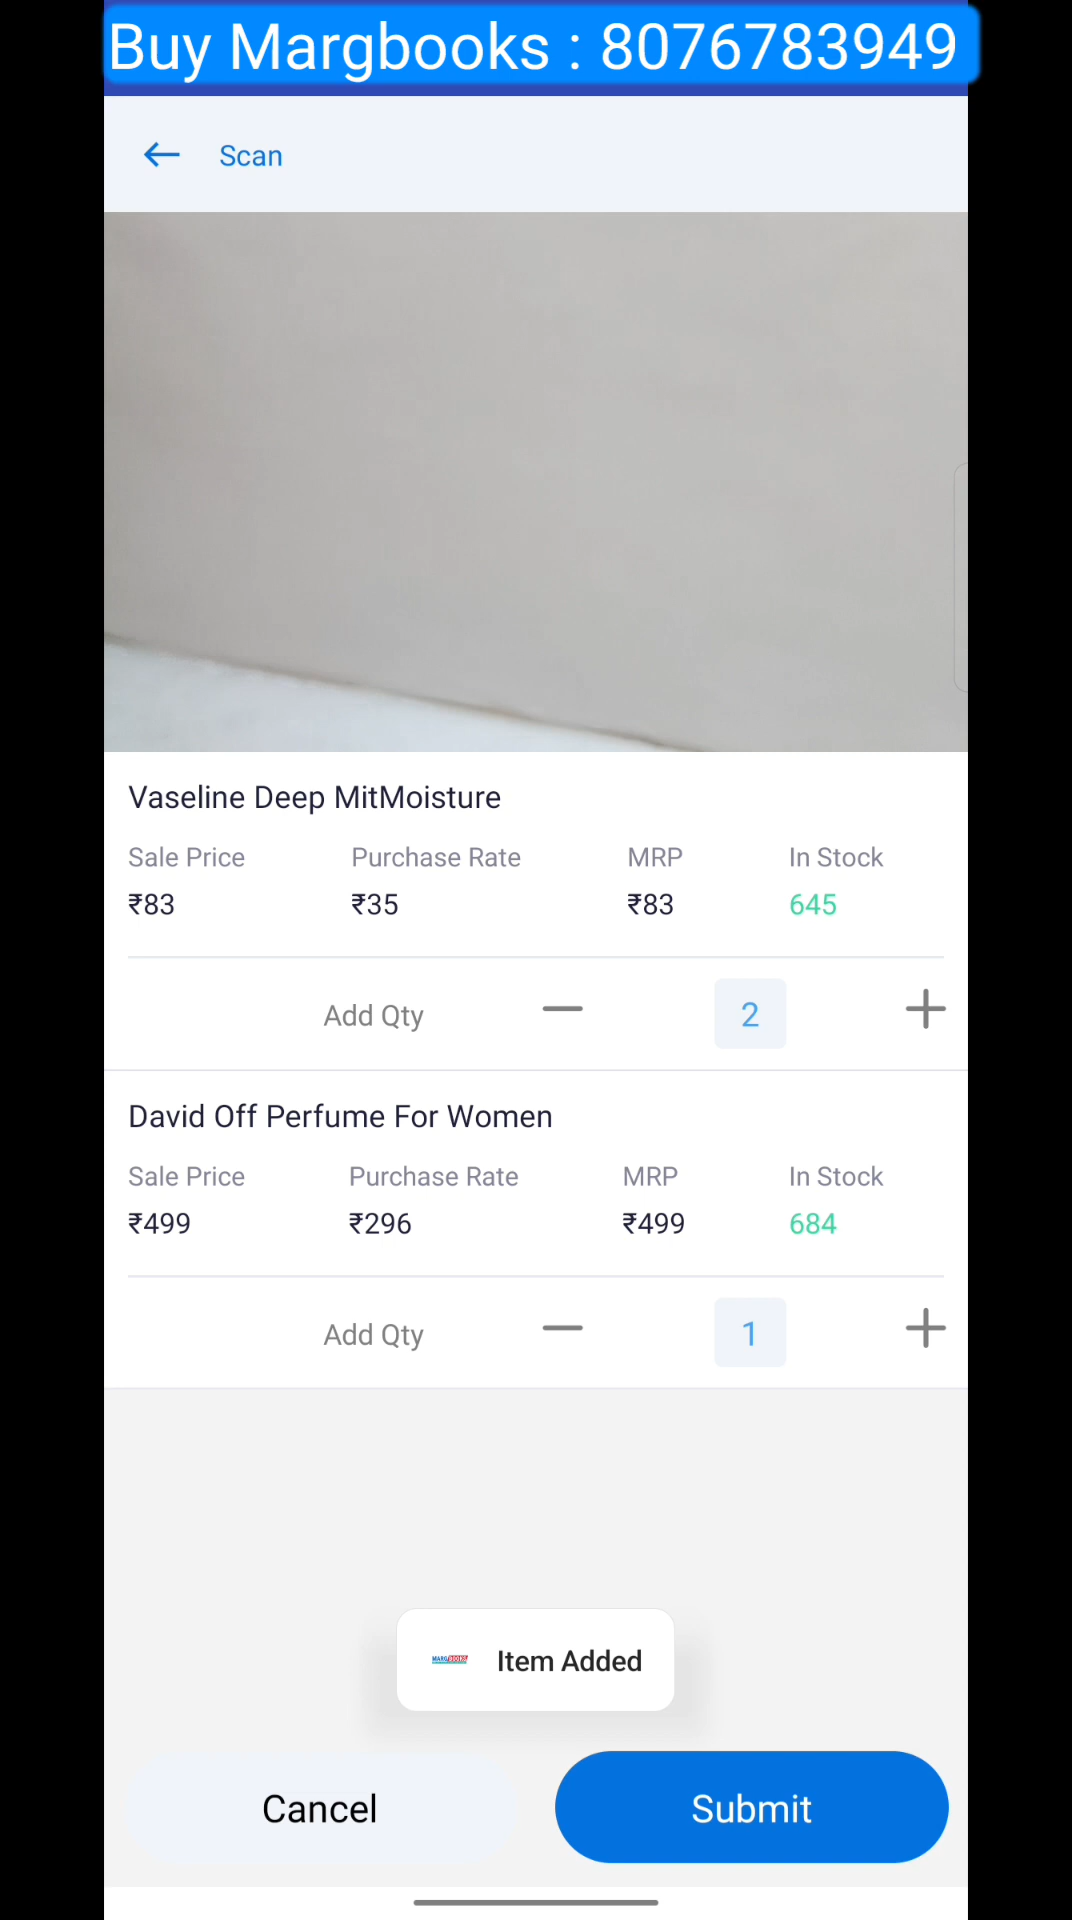 Buy Margbooks : 8076783949
Scan
Vaseline Deep MitMoisture
Sale Price Purchase Rate MRP In Stock
₹83 ₹35 ₹83 645
Add Qty — 2 +
David Off Perfume For Women
Sale Price Purchase Rate MRP In Stock
₹499 ₹296 ₹499 684
Add Qty — 1 +
MARG BOOKS Item Added
Cancel Submit